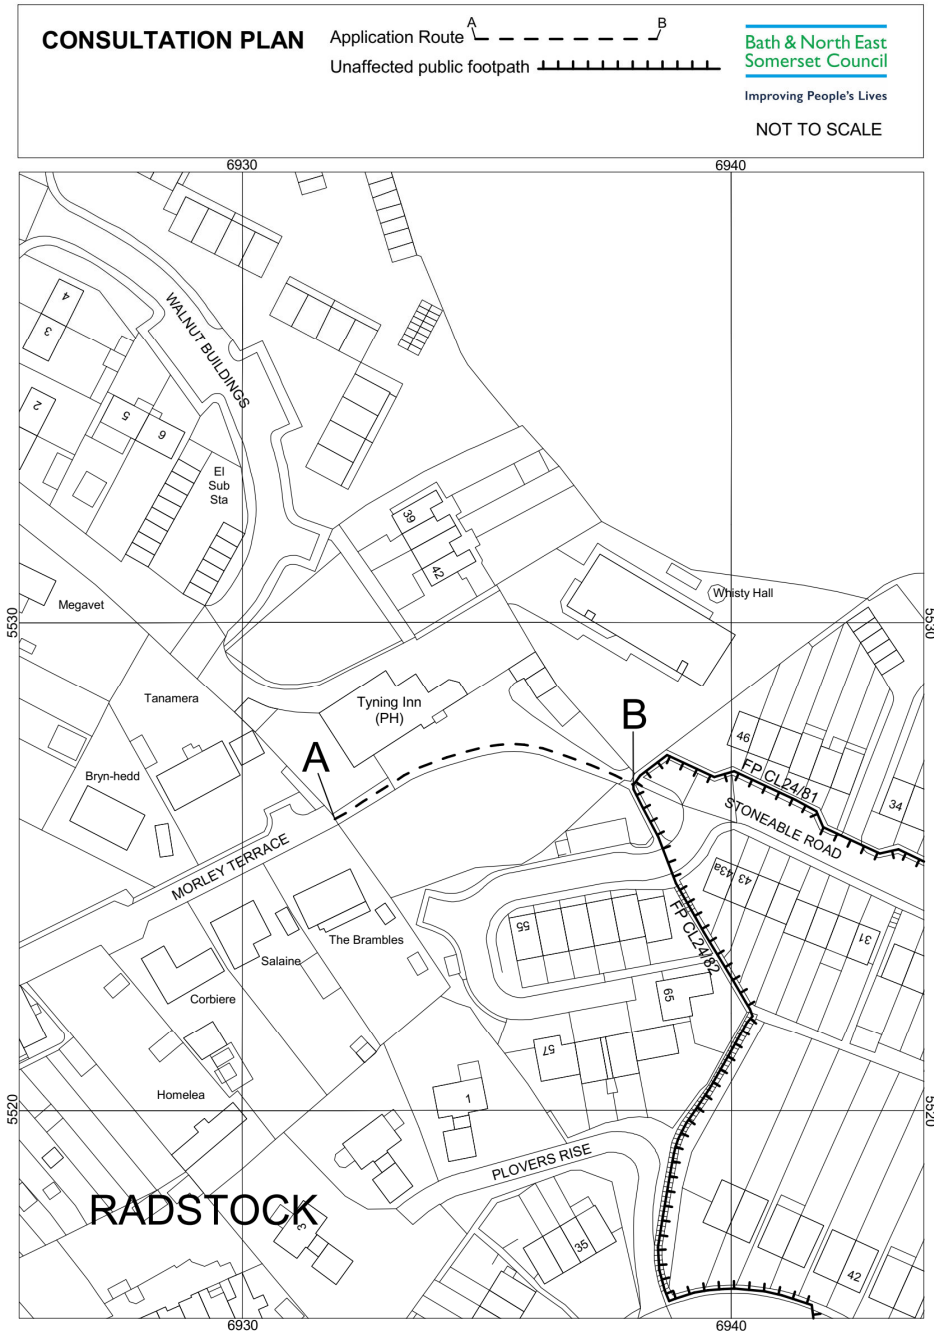 CONSULTATION PLAN
Application Route
A
B
Unaffected public footpath
Bath & North East
Somerset Council
Improving People's Lives
NOT TO SCALE
6930
6940
WALNUT BUILDINGS
4
3
2
5
6
El
Sub
Sta
39
42
Whisty Hall
Megavet
5530
5530
Tanamera
Tyning Inn
(PH)
B
A
46
FP CL24/81
Bryn-hedd
34
STONEABLE ROAD
MORLEY TERRACE
43 43a
FP CL24/82
55
31
The Brambles
Salaine
65
Corbiere
57
Homelea
1
5520
5520
PLOVERS RISE
RADSTOCK
3
35
42
6930
6940